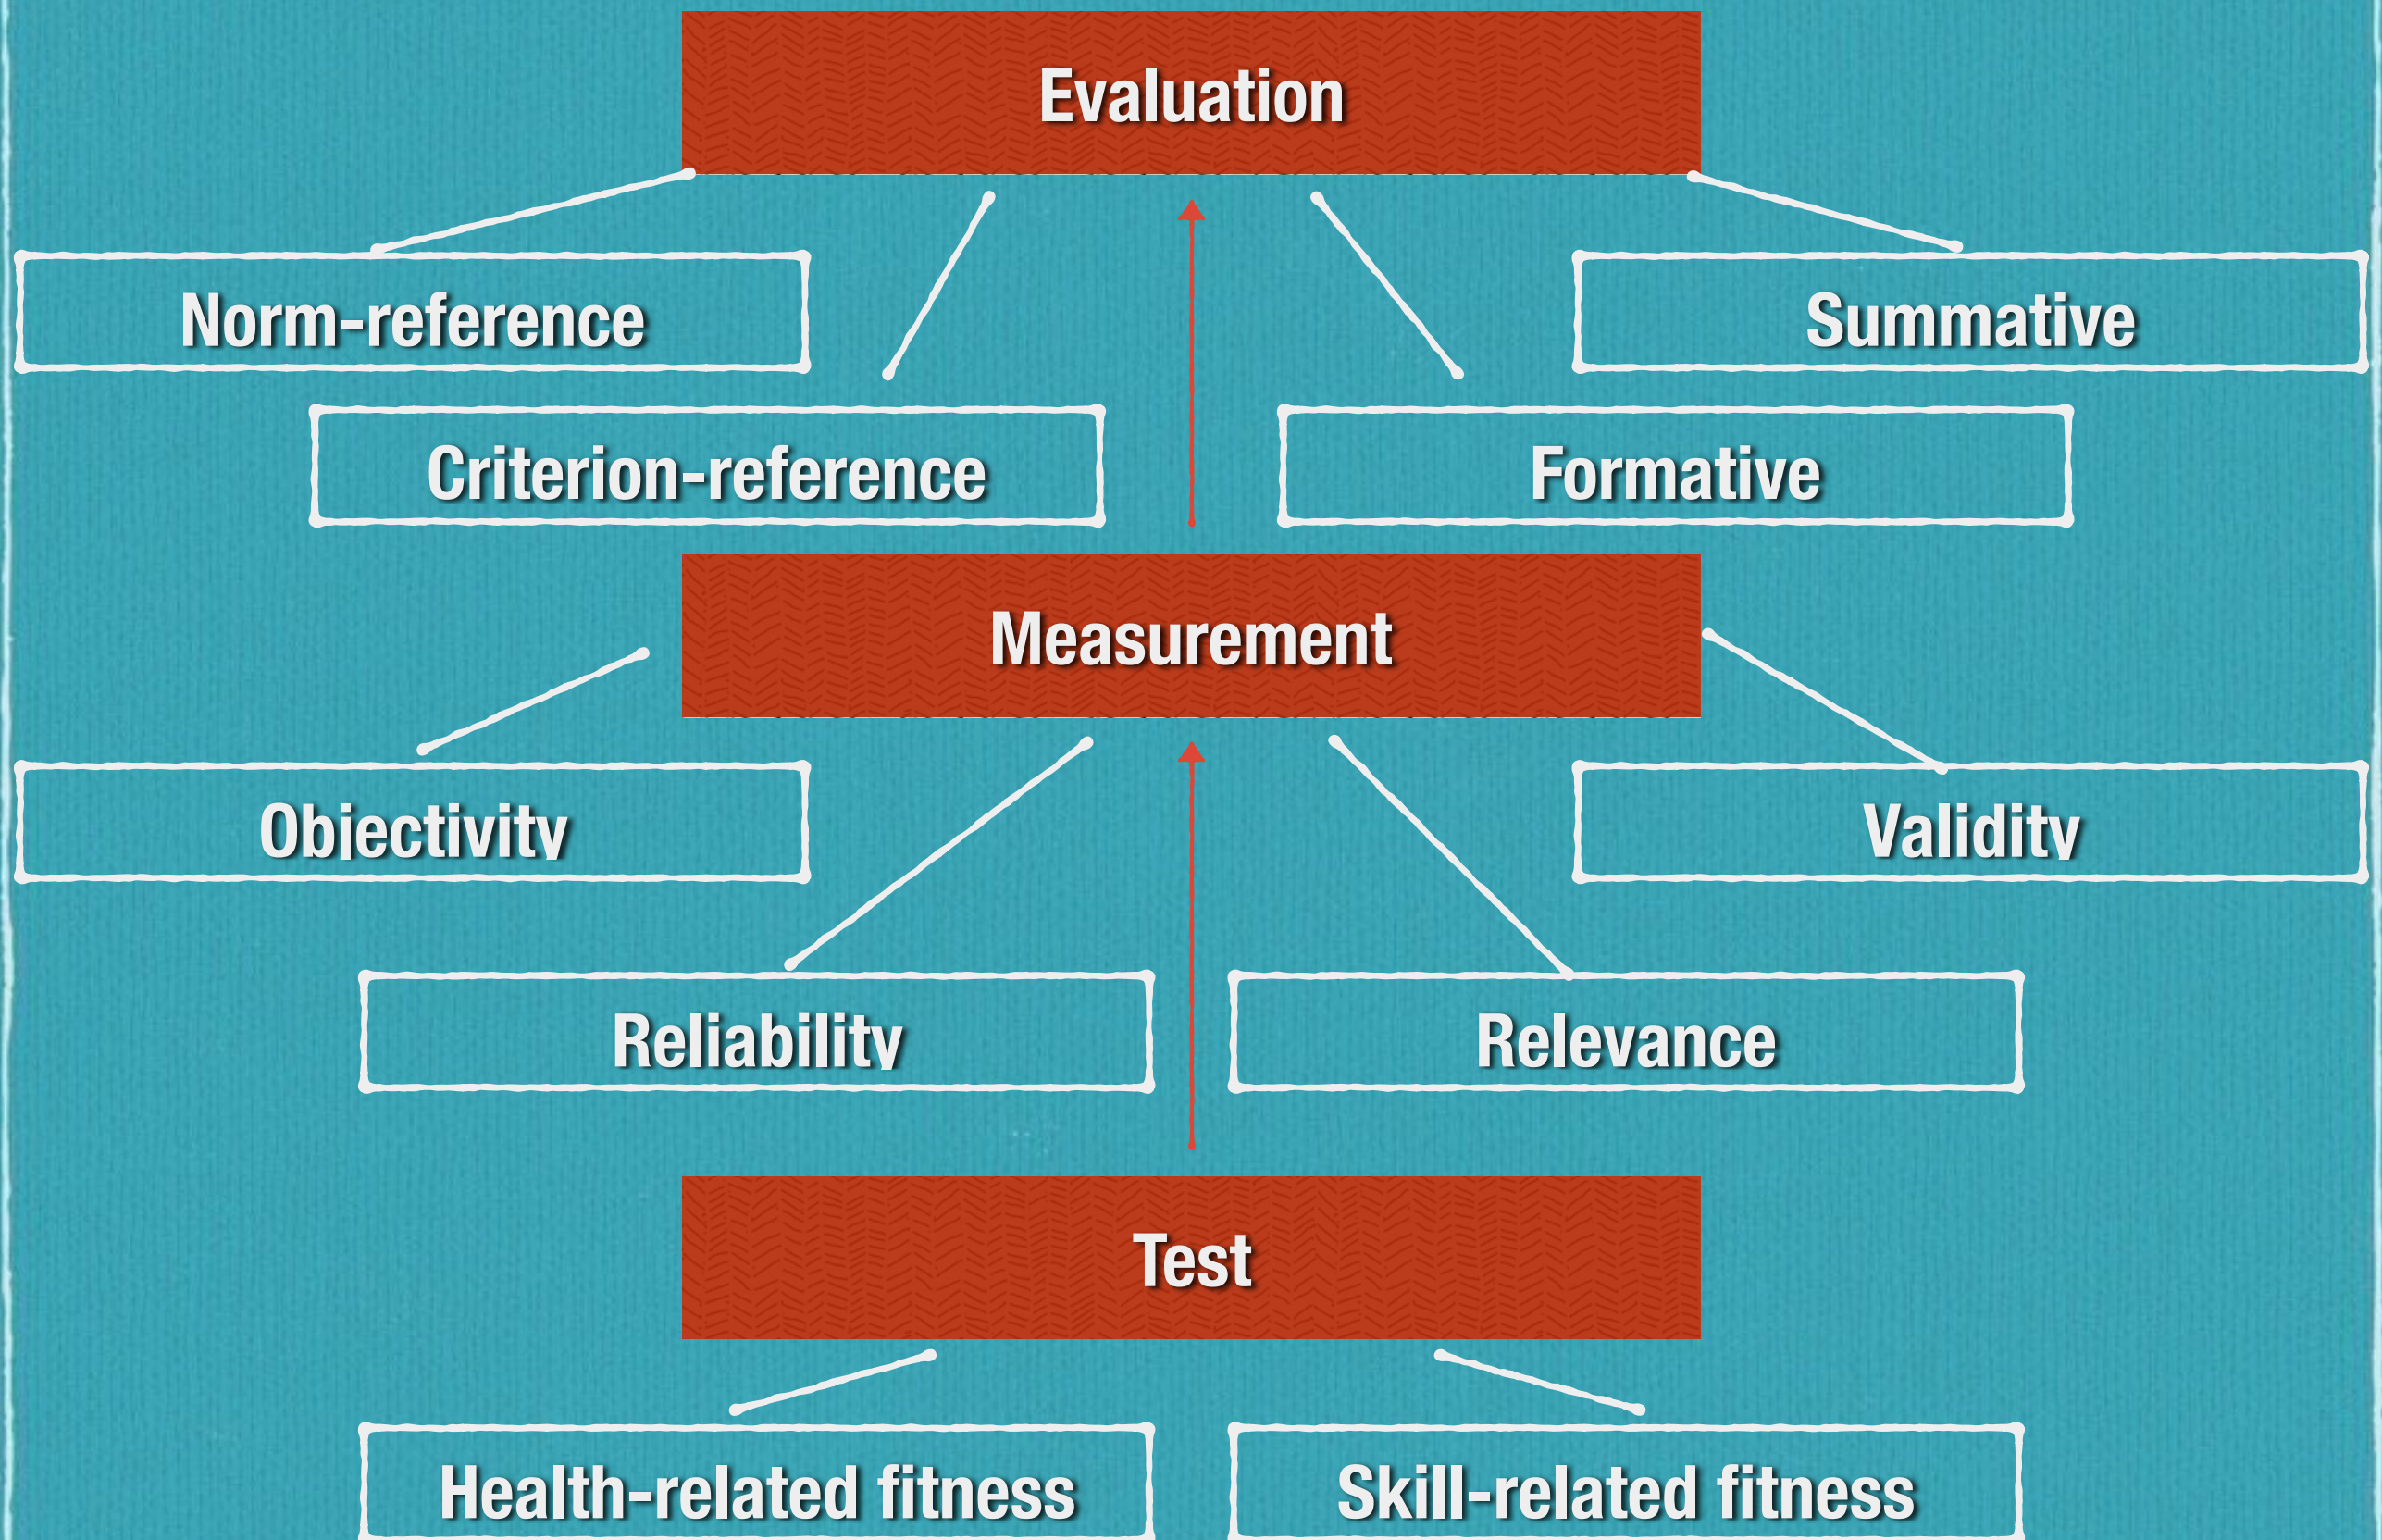 Evaluation
Norm-reference
Summative
Criterion-reference
Formative
Measurement
Objectivity
Validity
Reliability
Relevance
Test
Health-related fitness
Skill-related fitness